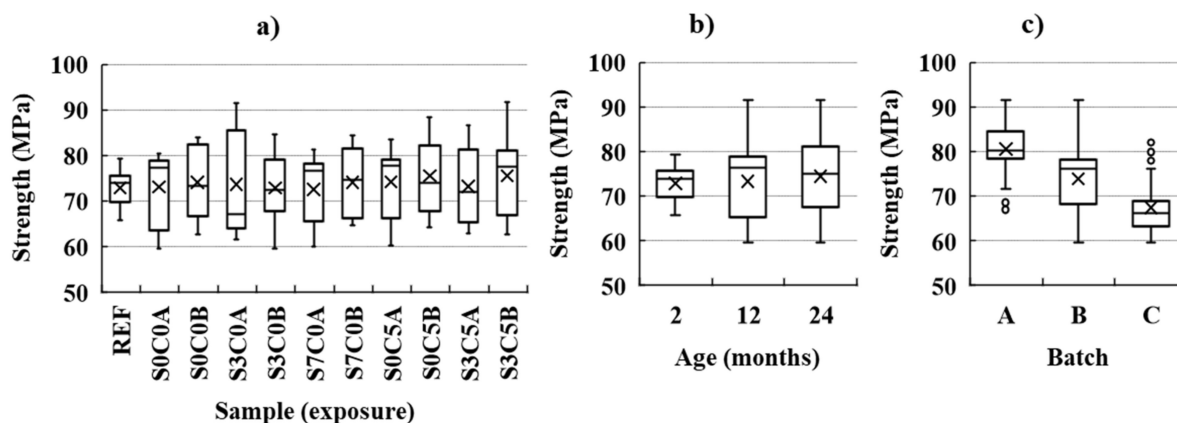 a)
Strength (MPa)
100
90
80
70
60
50
REF
S0C0A
S0C0B
S3C0A
S3C0B
S7C0A
S7C0B
S0C5A
S0C5B
S3C5A
S3C5B
Sample (exposure)
b)
Strength (MPa)
100
90
80
70
60
50
2 12 24
Age (months)
c)
Strength (MPa)
100
90
80
70
60
50
A B C
Batch